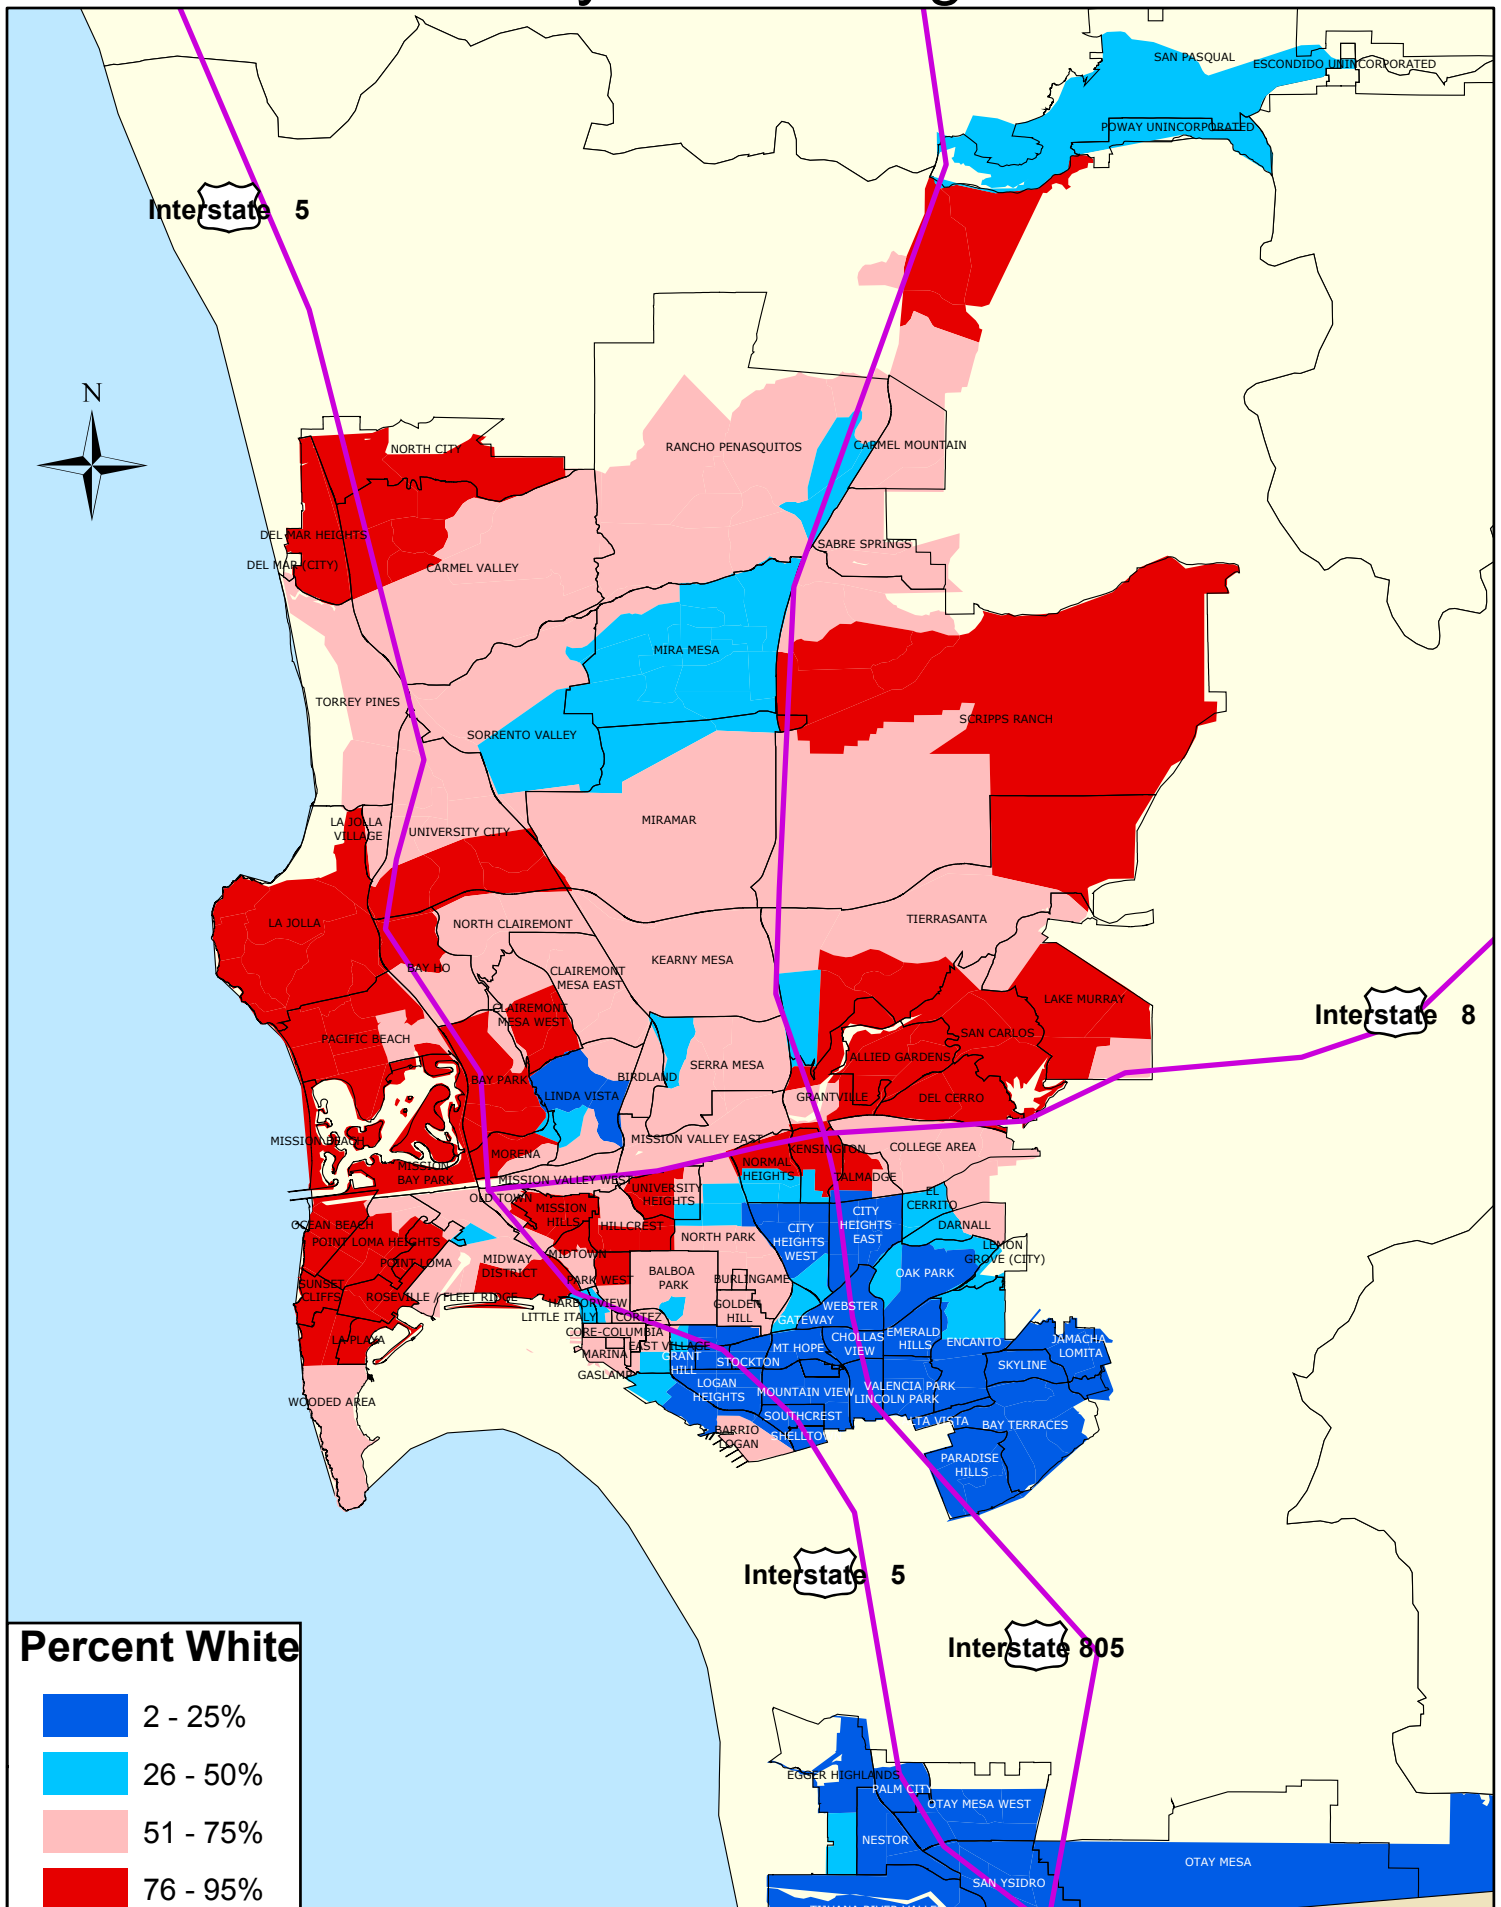 SAN PASQUAL
ESCONDIDO UNINCORPORATED
POWAY UNINCORPORATED
Interstate 5
N
NORTH CITY
RANCHO PENASQUITOS
CARMEL MOUNTAIN
DEL MAR HEIGHTS
SABRE SPRINGS
DEL MAR (CITY)
CARMEL VALLEY
MIRA MESA
TORREY PINES
SCRIPPS RANCH
SORRENTO VALLEY
LA JOLLA
VILLAGE
UNIVERSITY CITY
MIRAMAR
LA JOLLA
NORTH CLAIREMONT
TIERRASANTA
BAY HO
CLAIREMONT
MESA EAST
KEARNY MESA
CLAIREMONT
MESA WEST
LAKE MURRAY
Interstate 8
PACIFIC BEACH
SAN CARLOS
ALLIED GARDENS
SERRA MESA
BIRDLAND
BAY PARK
LINDA VISTA
GRANTVILLE
DEL CERRO
MISSION BEACH
MISSION VALLEY EAST
COLLEGE AREA
MORENA
KENSINGTON
MISSION
BAY PARK
NORMAL
HEIGHTS
TALMADGE
MISSION VALLEY WEST
OLD TOWN
UNIVERSITY
HEIGHTS
EL
CERRITO
MISSION
HILLS
OCEAN BEACH
HILLCREST
CITY
HEIGHTS
EAST
CITY
HEIGHTS
WEST
DARNALL
POINT LOMA HEIGHTS
NORTH PARK
LEMON
GROVE (CITY)
MIDTOWN
POINT LOMA
MIDWAY
DISTRICT
BALBOA
PARK
OAK PARK
PARK WEST
BURLINGAME
SUNSET
CLIFFS
ROSEVILLE / FLEET RIDGE
HARBORVIEW
GOLDEN
HILL
WEBSTER
LITTLE ITALY
CORTEZ
GATEWAY
CORE-COLUMBIA
CHOLLAS
VIEW
EMERALD
HILLS
ENCANTO
JAMACHA
LOMITA
LA PLAYA
EAST VILLAGE
MT HOPE
MARINA
GRANT
HILL
STOCKTON
SKYLINE
GASLAMP
LOGAN
HEIGHTS
MOUNTAIN VIEW
VALENCIA PARK
LINCOLN PARK
WOODED AREA
SOUTHCREST
LTA VISTA
BAY TERRACES
BARRIO
LOGAN
SHELLTOW
PARADISE
HILLS
Interstate 5
Interstate 805
Percent White
2 - 25%
26 - 50%
51 - 75%
76 - 95%
EGGER HIGHLANDS
PALM CITY
OTAY MESA WEST
NESTOR
OTAY MESA
SAN YSIDRO